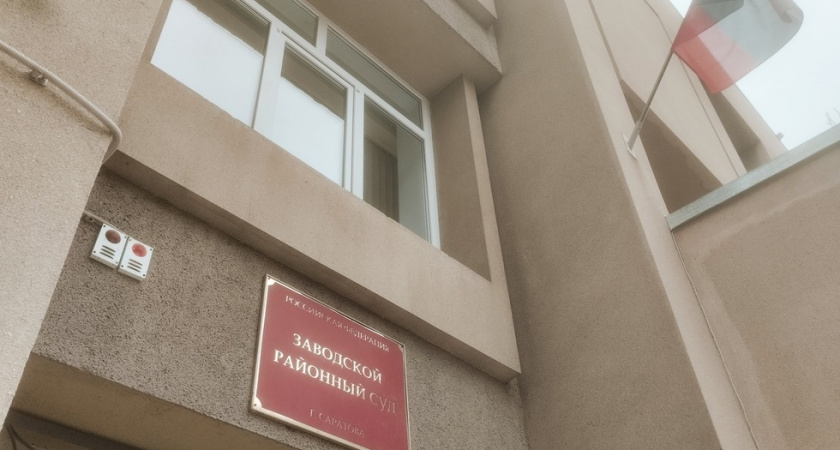 РОССИЙСКАЯ ФЕДЕРАЦИЯ
ЗАВОДСКОЙ
РАЙОННЫЙ СУД
Г. САРАТОВА